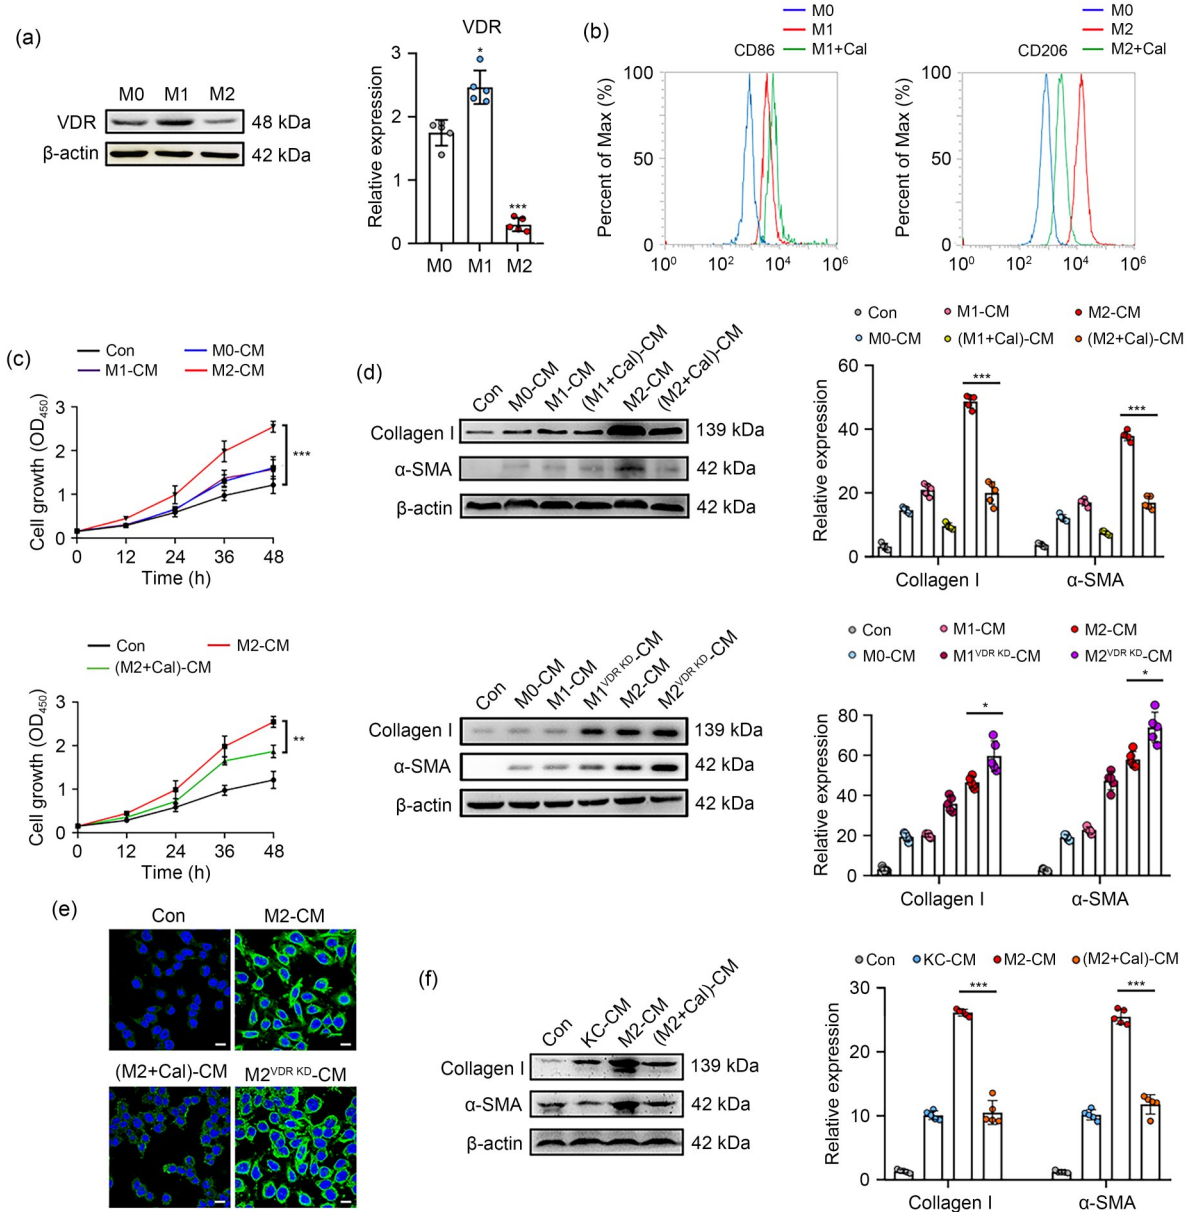 (a)
M0 M1 M2
VDR 48 kDa
β-actin 42 kDa
VDR
Relative expression
3
2
1
0
*
***
M0 M1 M2
(b)
M0
M1
CD86 M1+Cal
Percent of Max (%)
100
50
0
10⁰ 10² 10⁴ 10⁶
M0
M2
CD206 M2+Cal
Percent of Max (%)
100
50
0
10⁰ 10² 10⁴ 10⁶
(c)
Con M0-CM
M1-CM M2-CM
Cell growth (OD₄₅₀)
3
2
1
0
***
0 12 24 36 48
Time (h)
Con M2-CM
(M2+Cal)-CM
Cell growth (OD₄₅₀)
3
2
1
0
**
0 12 24 36 48
Time (h)
(d)
Con M0-CM M1-CM (M1+Cal)-CM M2-CM (M2+Cal)-CM
Collagen I 139 kDa
α-SMA 42 kDa
β-actin 42 kDa
Con M1-CM M2-CM
M0-CM (M1+Cal)-CM (M2+Cal)-CM
Relative expression
60
40
20
0
*** ***
Collagen I α-SMA
Con M0-CM M1-CM M1ᵛᴰᴿ ᴷᴰ-CM M2-CM M2ᵛᴰᴿ ᴷᴰ-CM
Collagen I 139 kDa
α-SMA 42 kDa
β-actin 42 kDa
Con M1-CM M2-CM
M0-CM M1ᵛᴰᴿ ᴷᴰ-CM M2ᵛᴰᴿ ᴷᴰ-CM
Relative expression
80
60
40
20
0
* *
Collagen I α-SMA
(e)
Con M2-CM
(M2+Cal)-CM M2ᵛᴰᴿ ᴷᴰ-CM
(f)
Con KC-CM M2-CM (M2+Cal)-CM
Collagen I 139 kDa
α-SMA 42 kDa
β-actin 42 kDa
Con KC-CM M2-CM (M2+Cal)-CM
Relative expression
30
20
10
0
*** ***
Collagen I α-SMA